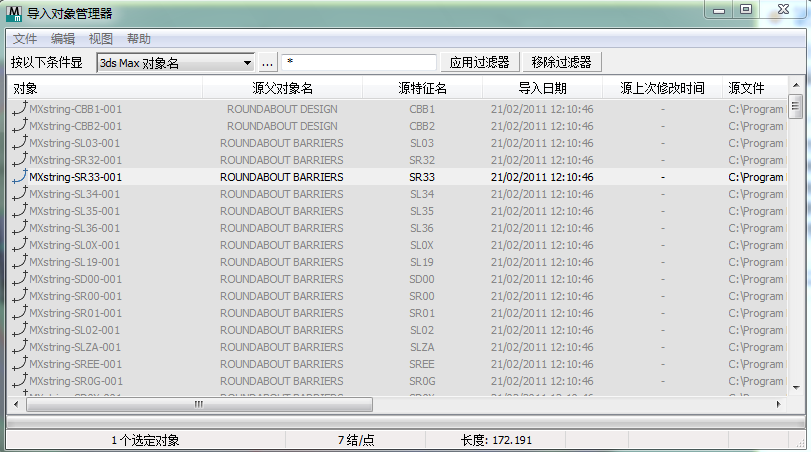 导入对象管理器
文件 编辑 视图 帮助
按以下条件显 3ds Max 对象名 ... * 应用过滤器 移除过滤器
对象 源父对象名 源特征名 导入日期 源上次修改时间 源文件
MXstring-CBB1-001 ROUNDABOUT DESIGN CBB1 21/02/2011 12:10:46 - C:\Program
MXstring-CBB2-001 ROUNDABOUT DESIGN CBB2 21/02/2011 12:10:46 - C:\Program
MXstring-SL03-001 ROUNDABOUT BARRIERS SL03 21/02/2011 12:10:46 - C:\Program
MXstring-SR32-001 ROUNDABOUT BARRIERS SR32 21/02/2011 12:10:46 - C:\Program
MXstring-SR33-001 ROUNDABOUT BARRIERS SR33 21/02/2011 12:10:46 - C:\Program
MXstring-SL34-001 ROUNDABOUT BARRIERS SL34 21/02/2011 12:10:46 - C:\Program
MXstring-SL35-001 ROUNDABOUT BARRIERS SL35 21/02/2011 12:10:46 - C:\Program
MXstring-SL36-001 ROUNDABOUT BARRIERS SL36 21/02/2011 12:10:46 - C:\Program
MXstring-SL0X-001 ROUNDABOUT BARRIERS SL0X 21/02/2011 12:10:46 - C:\Program
MXstring-SL19-001 ROUNDABOUT BARRIERS SL19 21/02/2011 12:10:46 - C:\Program
MXstring-SD00-001 ROUNDABOUT BARRIERS SD00 21/02/2011 12:10:46 - C:\Program
MXstring-SR00-001 ROUNDABOUT BARRIERS SR00 21/02/2011 12:10:46 - C:\Program
MXstring-SR01-001 ROUNDABOUT BARRIERS SR01 21/02/2011 12:10:46 - C:\Program
MXstring-SL02-001 ROUNDABOUT BARRIERS SL02 21/02/2011 12:10:46 - C:\Program
MXstring-SLZA-001 ROUNDABOUT BARRIERS SLZA 21/02/2011 12:10:46 - C:\Program
MXstring-SREE-001 ROUNDABOUT BARRIERS SREE 21/02/2011 12:10:46 - C:\Program
MXstring-SR0G-001 ROUNDABOUT BARRIERS SR0G 21/02/2011 12:10:46 - C:\Program
1 个选定对象 7 结/点 长度: 172.191